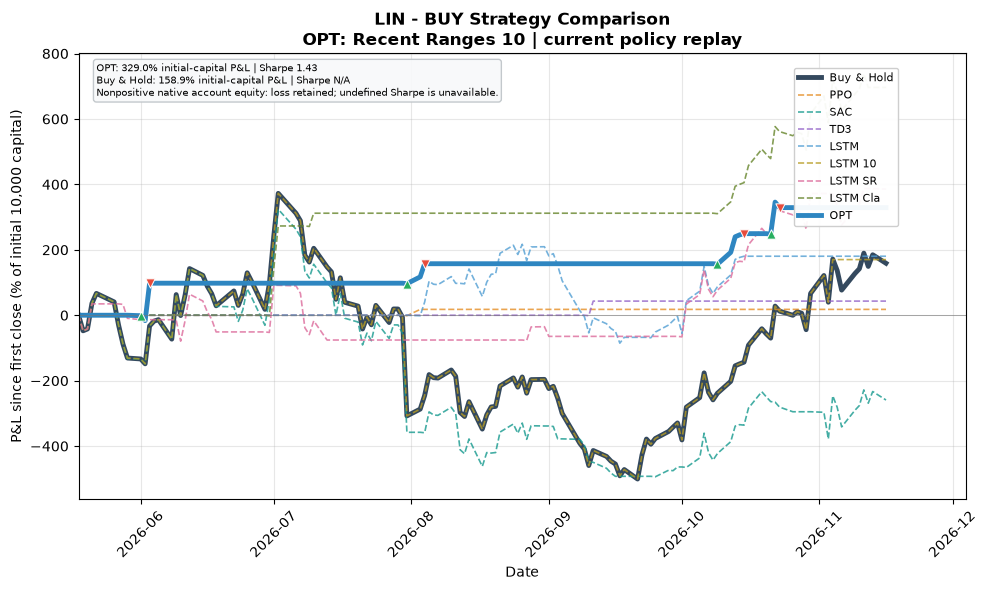 LIN - BUY Strategy Comparison
OPT: Recent Ranges 10 | current policy replay
OPT: 329.0% initial-capital P&L | Sharpe 1.43
Buy & Hold: 158.9% initial-capital P&L | Sharpe N/A
Nonpositive native account equity: loss retained; undefined Sharpe is unavailable.
Buy & Hold
PPO
SAC
TD3
LSTM
LSTM 10
LSTM SR
LSTM Cla
OPT
P&L since first close (% of initial 10,000 capital)
800
600
400
200
0
−200
−400
2026-06
2026-07
2026-08
2026-09
2026-10
2026-11
2026-12
Date